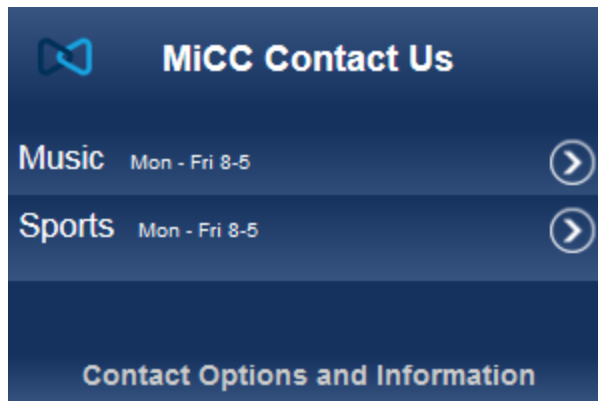 MiCC Contact Us
Music Mon - Fri 8-5
Sports Mon - Fri 8-5
Contact Options and Information